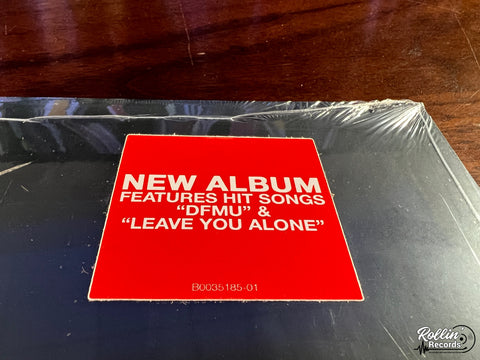 NEW ALBUM
FEATURES HIT SONGS
“DFMU” &
“LEAVE YOU ALONE”
B0035185-01
Rollin
Records